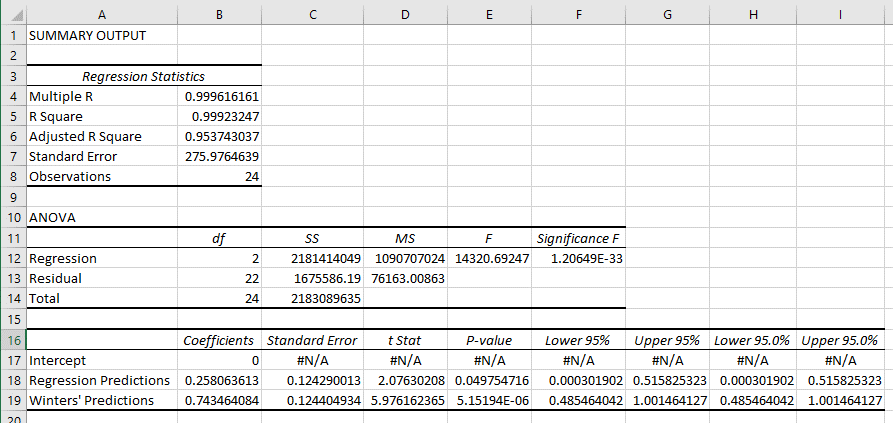 A B C D E F G H I
1 SUMMARY OUTPUT
2
3 Regression Statistics
4 Multiple R 0.999616161
5 R Square 0.99923247
6 Adjusted R Square 0.953743037
7 Standard Error 275.9764639
8 Observations 24
9
10 ANOVA
11 df SS MS F Significance F
12 Regression 2 2181414049 1090707024 14320.69247 1.20649E-33
13 Residual 22 1675586.19 76163.00863
14 Total 24 2183089635
15
16 Coefficients Standard Error t Stat P-value Lower 95% Upper 95% Lower 95.0% Upper 95.0%
17 Intercept 0 #N/A #N/A #N/A #N/A #N/A #N/A #N/A
18 Regression Predictions 0.258063613 0.124290013 2.07630208 0.049754716 0.000301902 0.515825323 0.000301902 0.515825323
19 Winters' Predictions 0.743464084 0.124404934 5.976162365 5.15194E-06 0.485464042 1.001464127 0.485464042 1.001464127
20